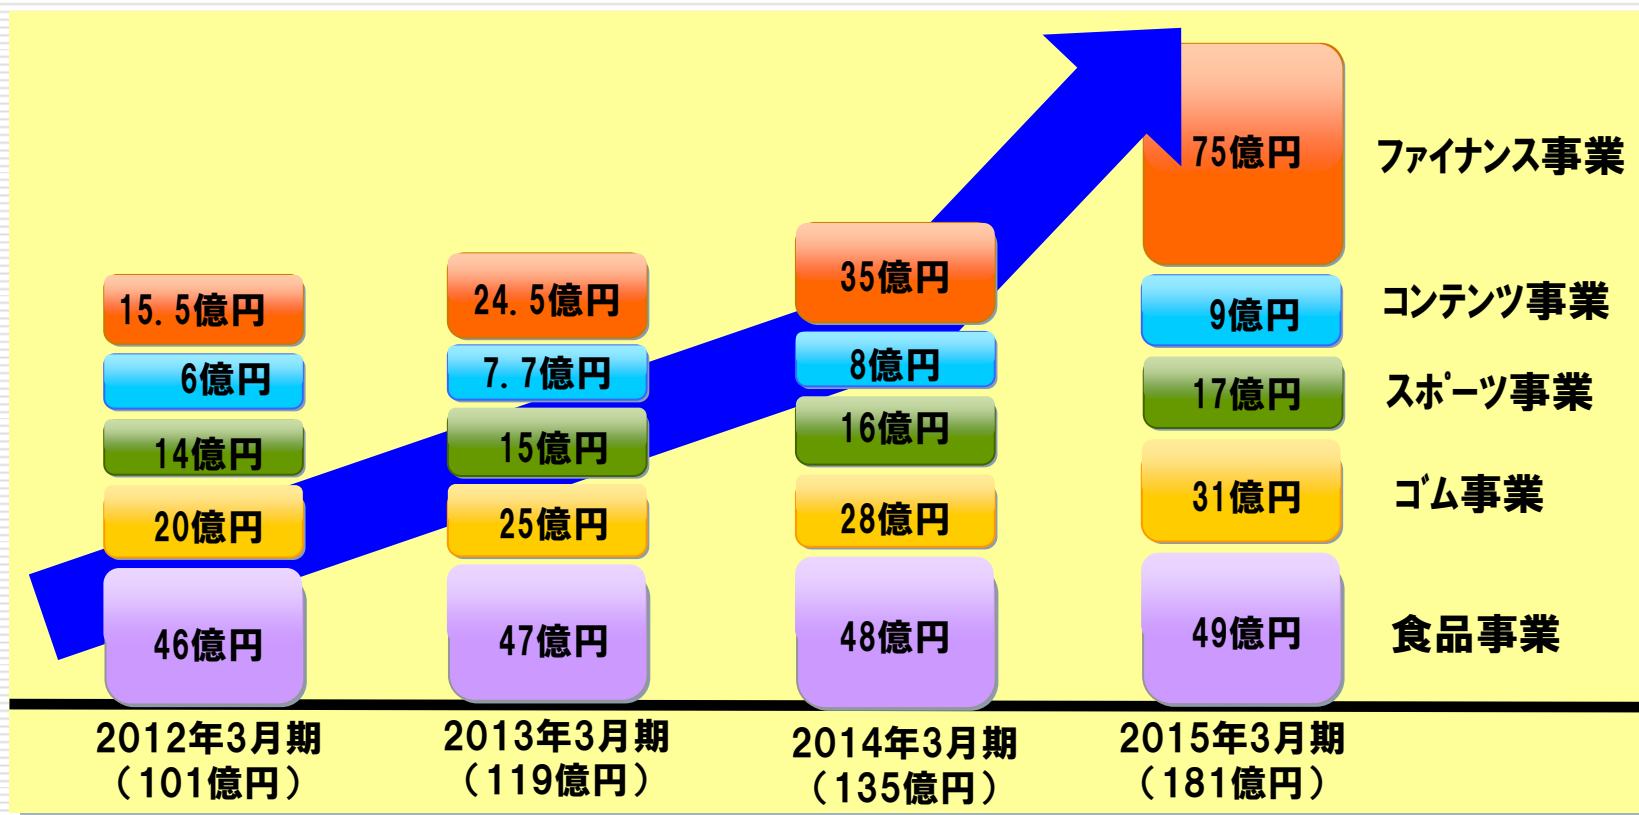 75億円
ファイナンス事業
15.5億円
24.5億円
35億円
9億円
コンテンツ事業
6億円
7.7億円
8億円
17億円
スポーツ事業
14億円
15億円
16億円
31億円
ゴム事業
20億円
25億円
28億円
49億円
食品事業
46億円
47億円
48億円
2012年3月期
(101億円)
2013年3月期
(119億円)
2014年3月期
(135億円)
2015年3月期
(181億円)